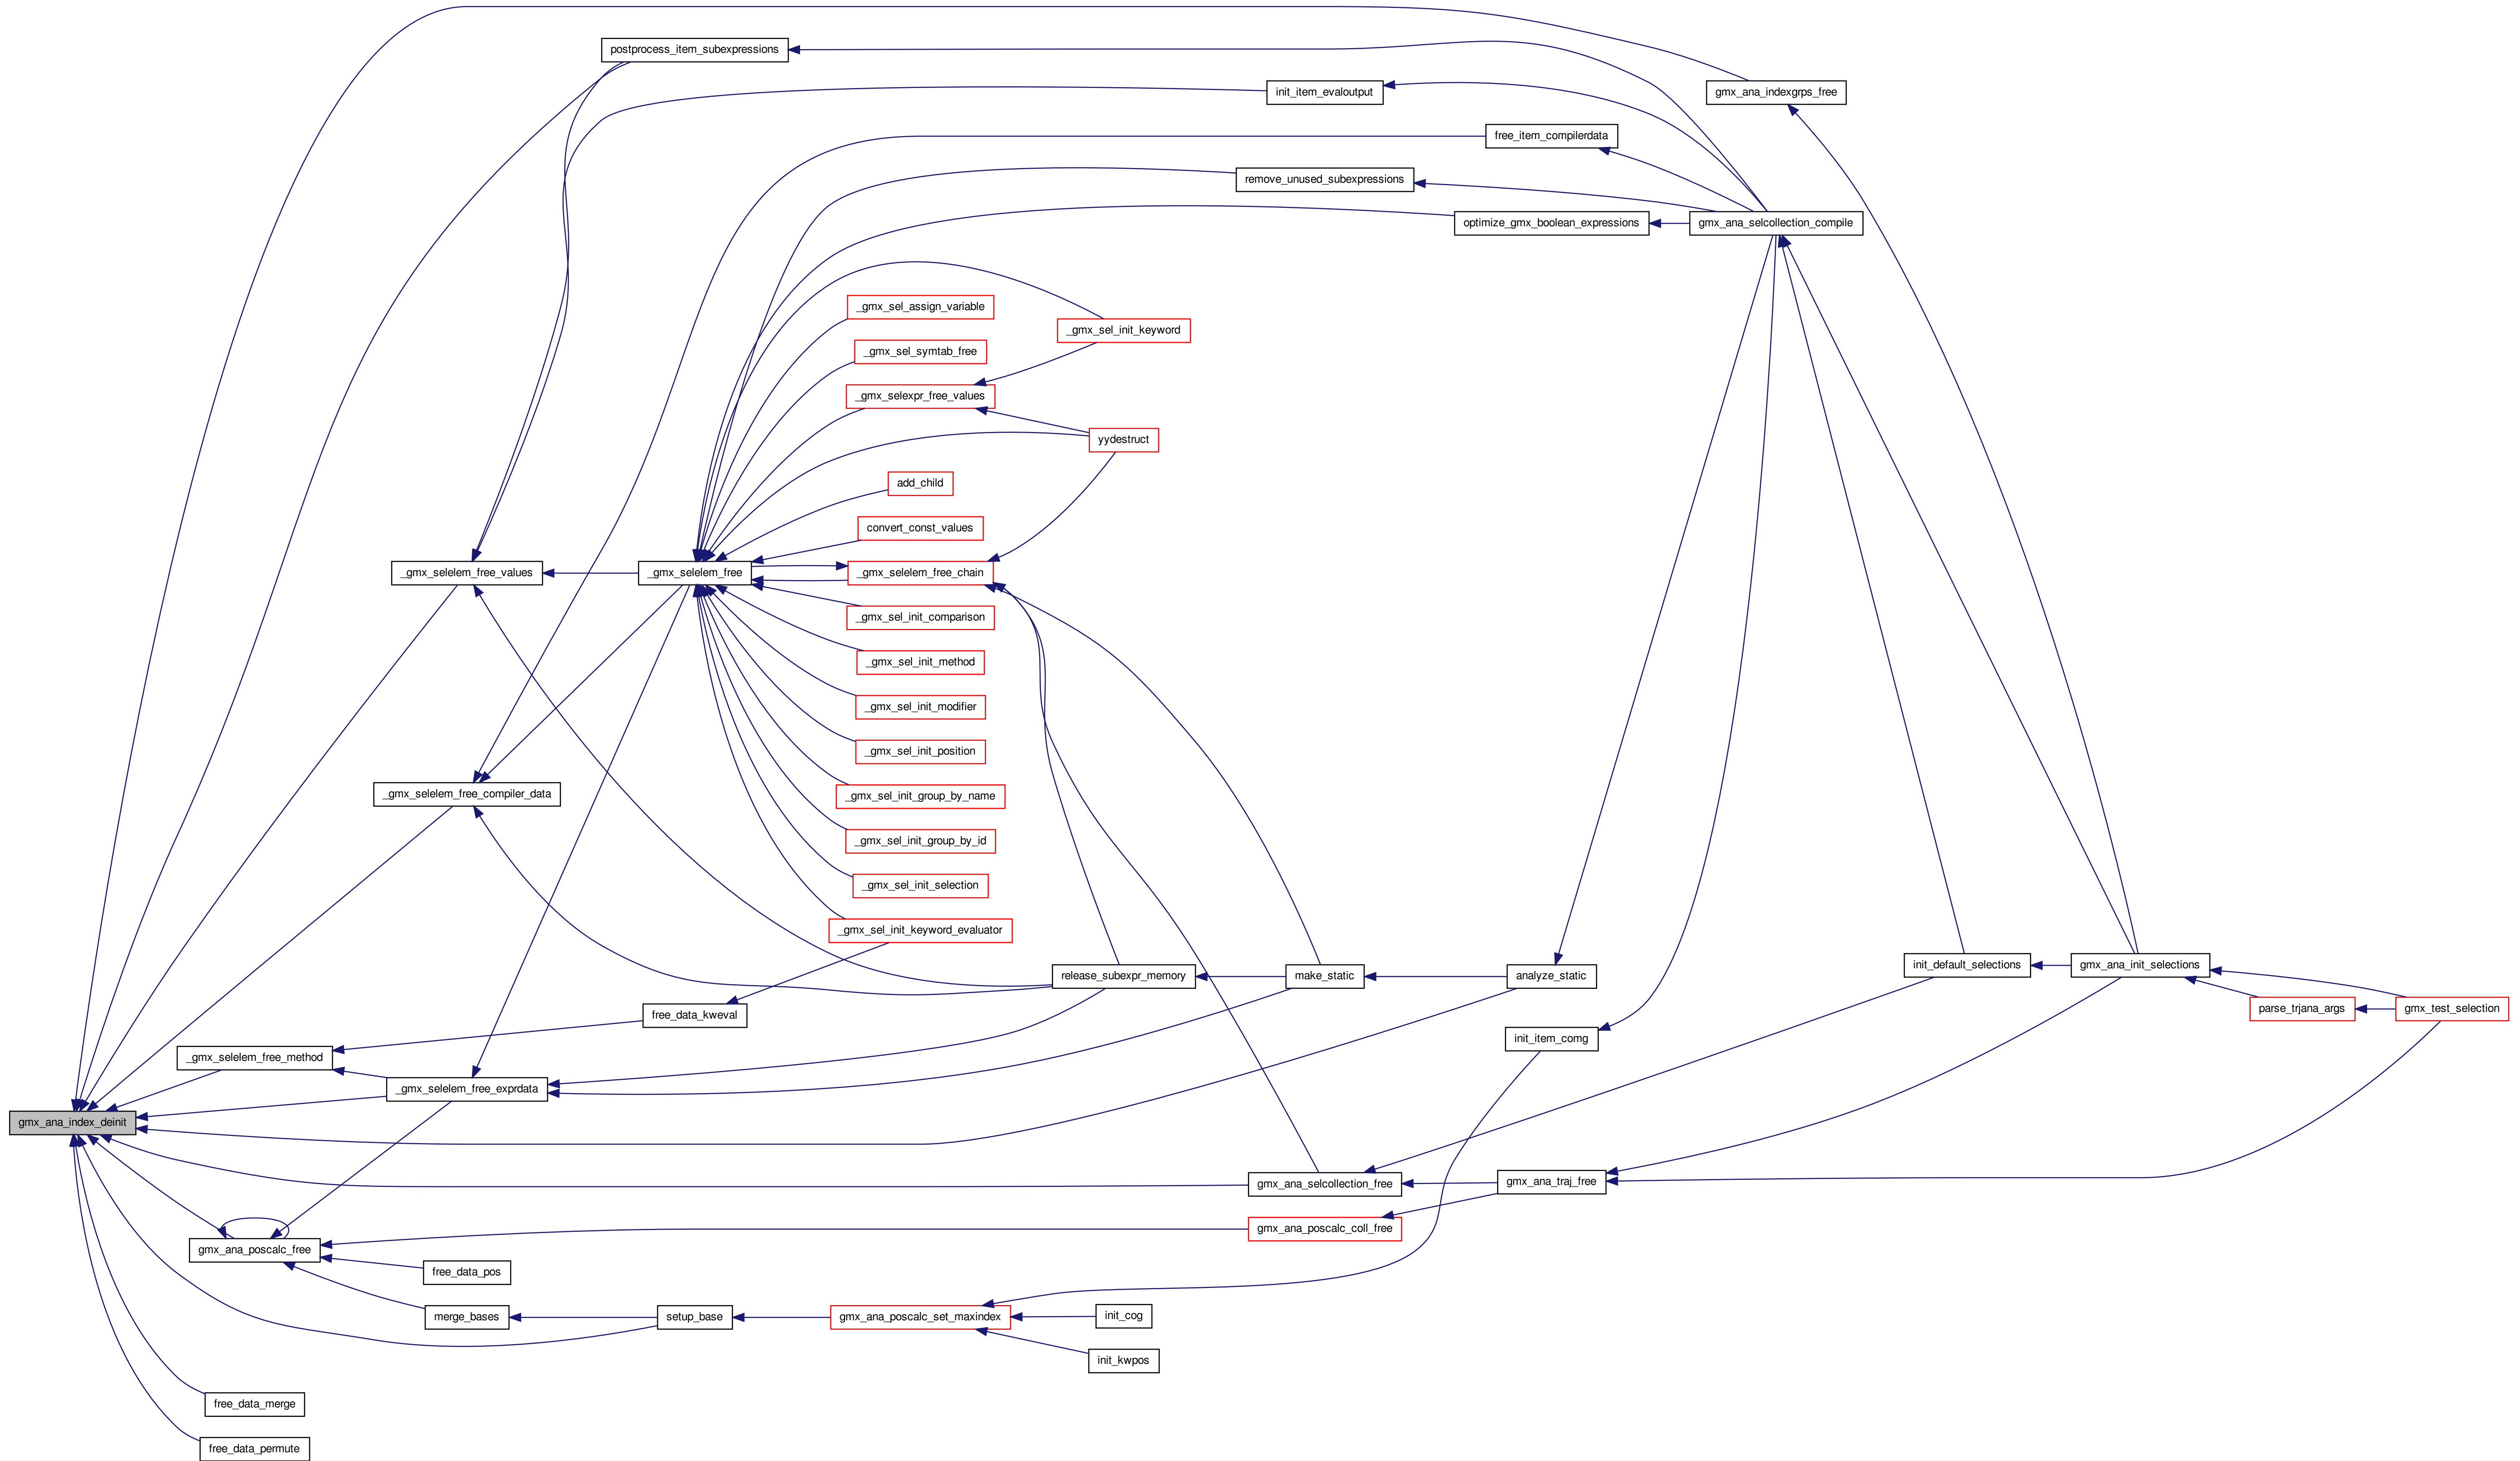 postprocess_item_subexpressions
init_item_evaloutput
gmx_ana_indexgrps_free
free_item_compilerdata
remove_unused_subexpressions
optimize_gmx_boolean_expressions
gmx_ana_selcollection_compile
_gmx_sel_assign_variable
_gmx_sel_init_keyword
_gmx_sel_symtab_free
_gmx_selexpr_free_values
yydestruct
add_child
convert_const_values
_gmx_selelem_free_values
_gmx_selelem_free
_gmx_selelem_free_chain
_gmx_sel_init_comparison
_gmx_sel_init_method
_gmx_sel_init_modifier
_gmx_sel_init_position
_gmx_selelem_free_compiler_data
_gmx_sel_init_group_by_name
_gmx_sel_init_group_by_id
_gmx_sel_init_selection
_gmx_sel_init_keyword_evaluator
release_subexpr_memory
make_static
analyze_static
init_default_selections
gmx_ana_init_selections
free_data_kweval
parse_trjana_args
gmx_test_selection
init_item_comg
_gmx_selelem_free_method
_gmx_selelem_free_exprdata
gmx_ana_index_deinit
gmx_ana_selcollection_free
gmx_ana_traj_free
gmx_ana_poscalc_coll_free
gmx_ana_poscalc_free
free_data_pos
merge_bases
setup_base
gmx_ana_poscalc_set_maxindex
init_cog
init_kwpos
free_data_merge
free_data_permute